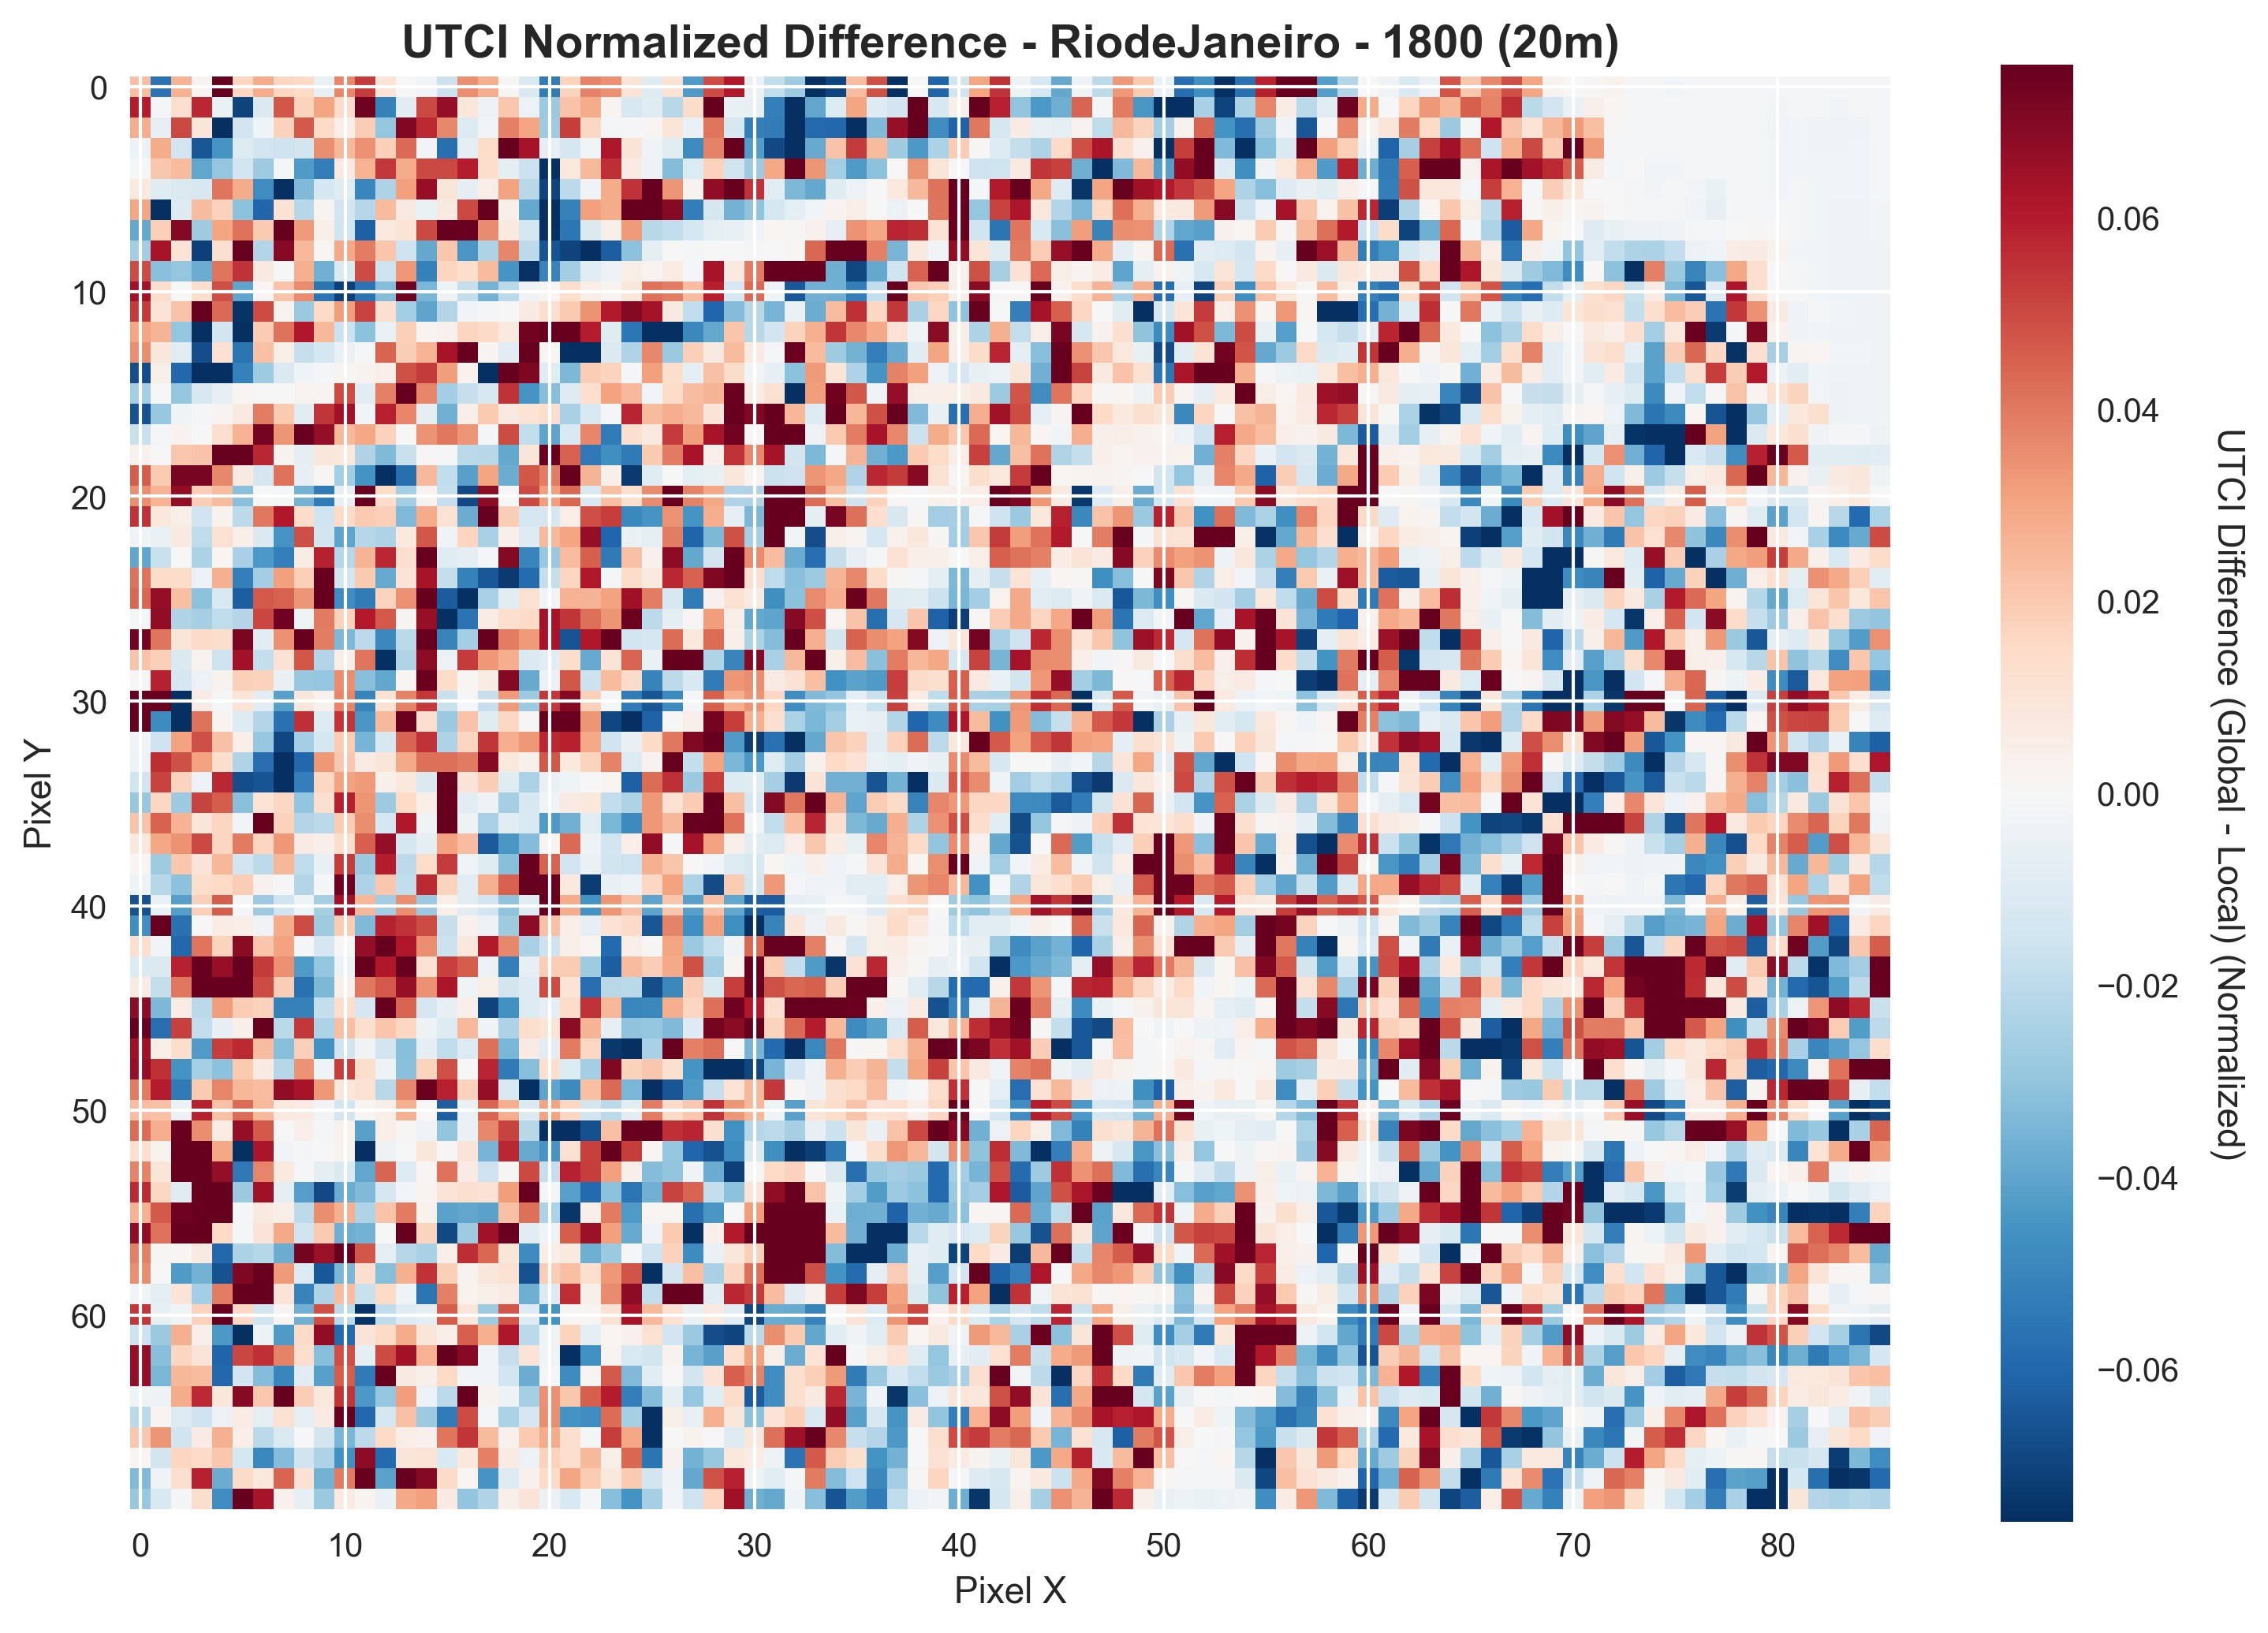 UTCI Normalized Difference - RiodeJaneiro - 1800 (20m)
0
10
20
30
40
50
60
Pixel Y
0 10 20 30 40 50 60 70 80
Pixel X
0.06
0.04
0.02
0.00
−0.02
−0.04
−0.06
UTCI Difference (Global - Local) (Normalized)